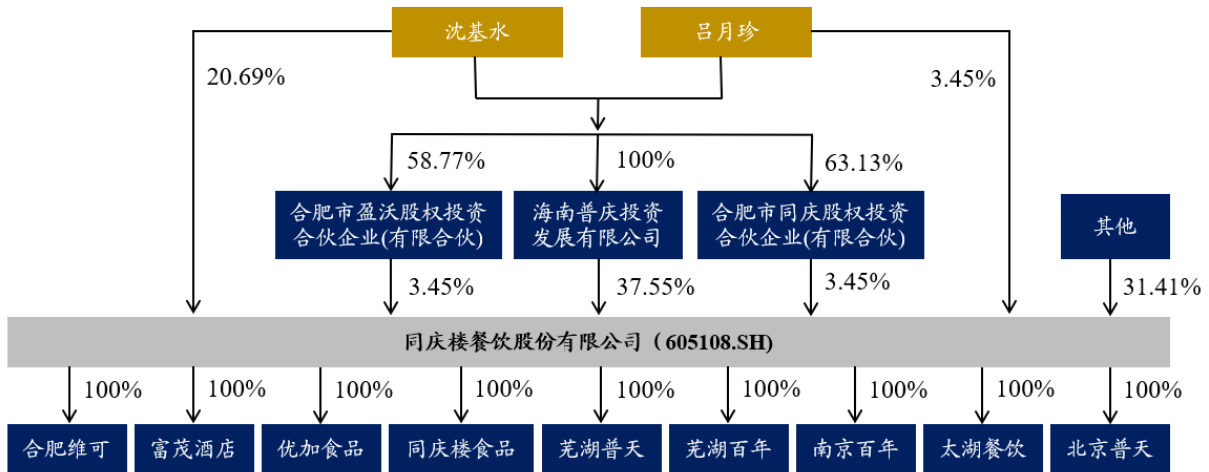 沈基水
吕月珍
20.69%
3.45%
58.77%
100%
63.13%
合肥市盈沃股权投资
合伙企业(有限合伙)
海南普庆投资
发展有限公司
合肥市同庆股权投资
合伙企业(有限合伙)
其他
3.45%
37.55%
3.45%
31.41%
同庆楼餐饮股份有限公司（605108.SH)
100%
100%
100%
100%
100%
100%
100%
100%
100%
合肥维可
富茂酒店
优加食品
同庆楼食品
芜湖普天
芜湖百年
南京百年
太湖餐饮
北京普天